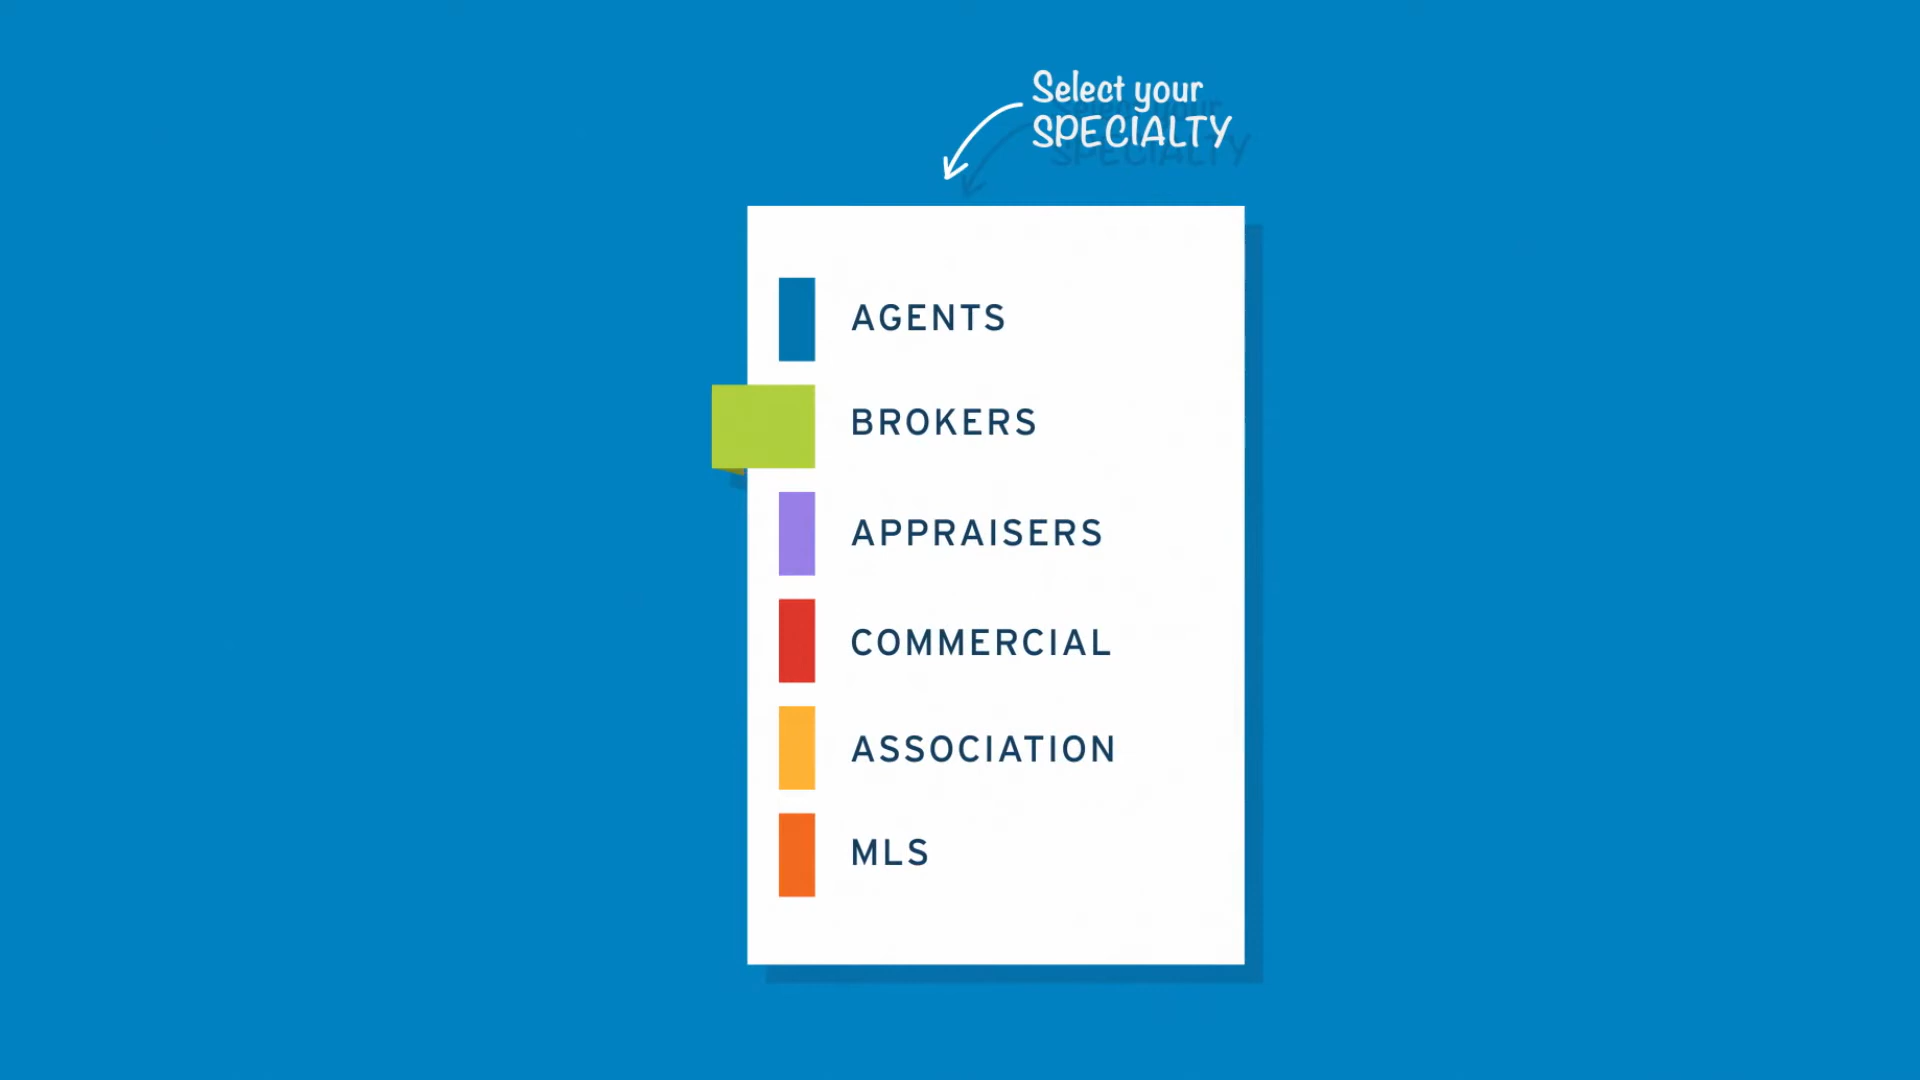 Select your
SPECIALTY
AGENTS
BROKERS
APPRAISERS
COMMERCIAL
ASSOCIATION
MLS